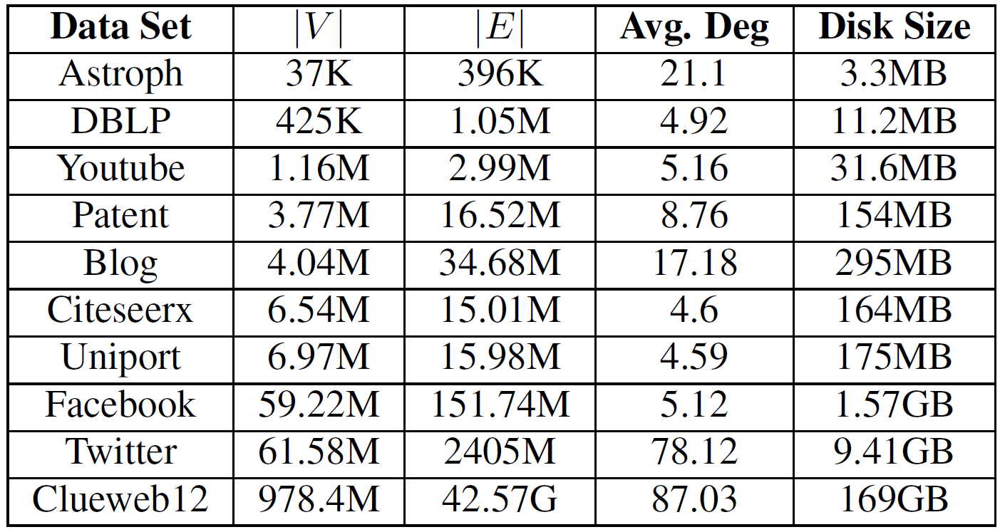 Data Set |V| |E| Avg. Deg Disk Size
Astroph 37K 396K 21.1 3.3MB
DBLP 425K 1.05M 4.92 11.2MB
Youtube 1.16M 2.99M 5.16 31.6MB
Patent 3.77M 16.52M 8.76 154MB
Blog 4.04M 34.68M 17.18 295MB
Citeseerx 6.54M 15.01M 4.6 164MB
Uniport 6.97M 15.98M 4.59 175MB
Facebook 59.22M 151.74M 5.12 1.57GB
Twitter 61.58M 2405M 78.12 9.41GB
Clueweb12 978.4M 42.57G 87.03 169GB